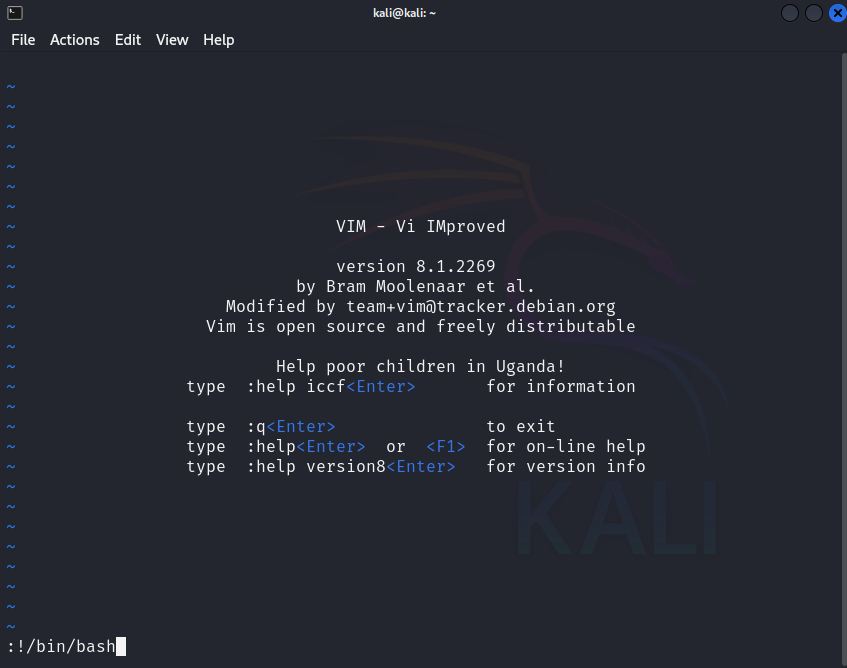 kali@kali: ~
File Actions Edit View Help
~
~
~
~
~
~
~
~ VIM - Vi IMproved
~
~ version 8.1.2269
~ by Bram Moolenaar et al.
~ Modified by team+vim@tracker.debian.org
~ Vim is open source and freely distributable
~
~ Help poor children in Uganda!
~ type :help iccf<Enter> for information
~
~ type :q<Enter> to exit
~ type :help<Enter> or <F1> for on-line help
~ type :help version8<Enter> for version info
~
~
~
~
~
~
~
~
KALI
:!/bin/bash